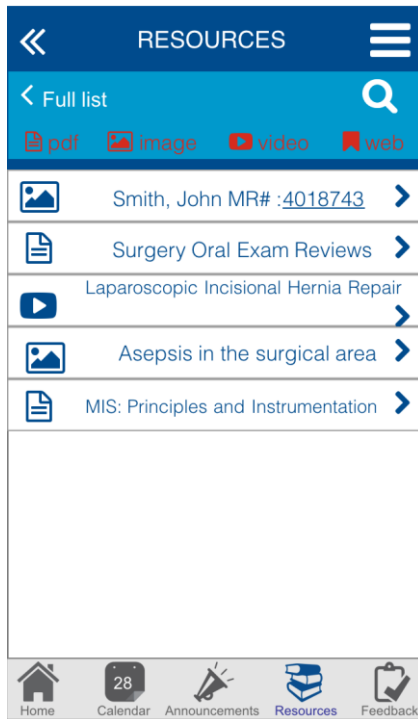 RESOURCES
Full list
pdf image video web
Smith, John MR# :4018743
Surgery Oral Exam Reviews
Laparoscopic Incisional Hernia Repair
Asepsis in the surgical area
MIS: Principles and Instrumentation
28
Home Calendar Announcements Resources Feedback